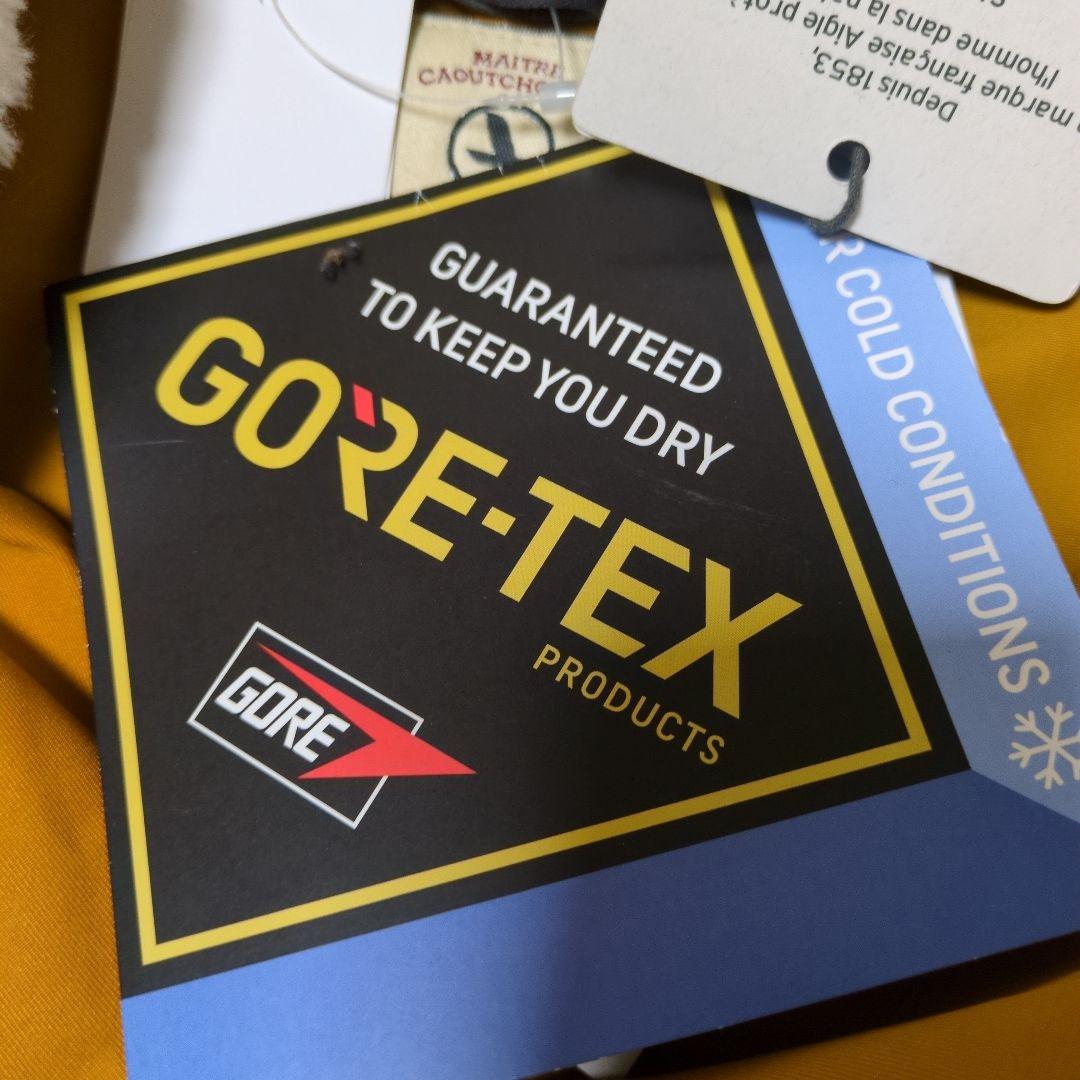 MAITRE
CAOUTCHO
Depuis 1853,
marque française Aigle prot
l'homme dans la
GUARANTEED
TO KEEP YOU DRY
GORE-TEX
PRODUCTS
GORE
R COLD CONDITIONS